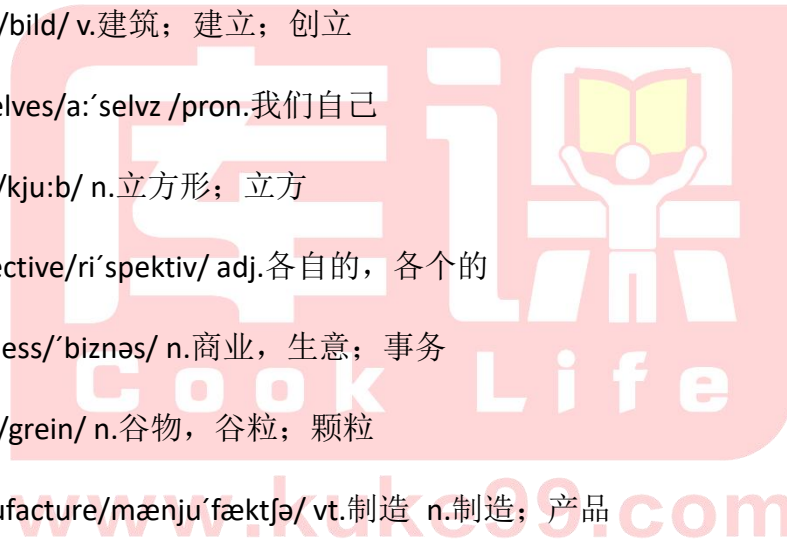 /bild/ v.建筑；建立；创立
elves/a:ˊselvz /pron.我们自己
/kju:b/ n.立方形；立方
ective/riˊspektiv/ adj.各自的，各个的
ess/ˊbiznəs/ n.商业，生意；事务
/grein/ n.谷物，谷粒；颗粒
ufacture/mænjuˊfæktʃə/ vt.制造 n.制造；产品
库课
Cook Life
www.kuke99.com